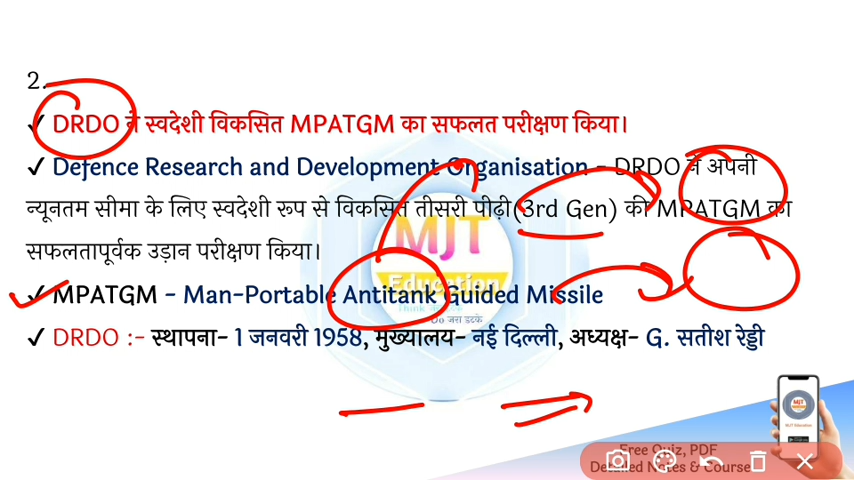 2.
✓ DRDO ने स्वदेशी विकसित MPATGM का सफलत परीक्षण किया।
✓ Defence Research and Development Organisation - DRDO ने अपनी
न्यूनतम सीमा के लिए स्वदेशी रूप से विकसित तीसरी पीढ़ी(3rd Gen) की MPATGM का
सफलतापूर्वक उड़ान परीक्षण किया।
MJT
Education
✓ MPATGM - Man-Portable Antitank Guided Missile
✓ DRDO :- स्थापना- 1 जनवरी 1958, मुख्यालय- नई दिल्ली, अध्यक्ष- G. सतीश रेड्डी
MJT Education
Free Quiz, PDF
Detailed Notes & Course